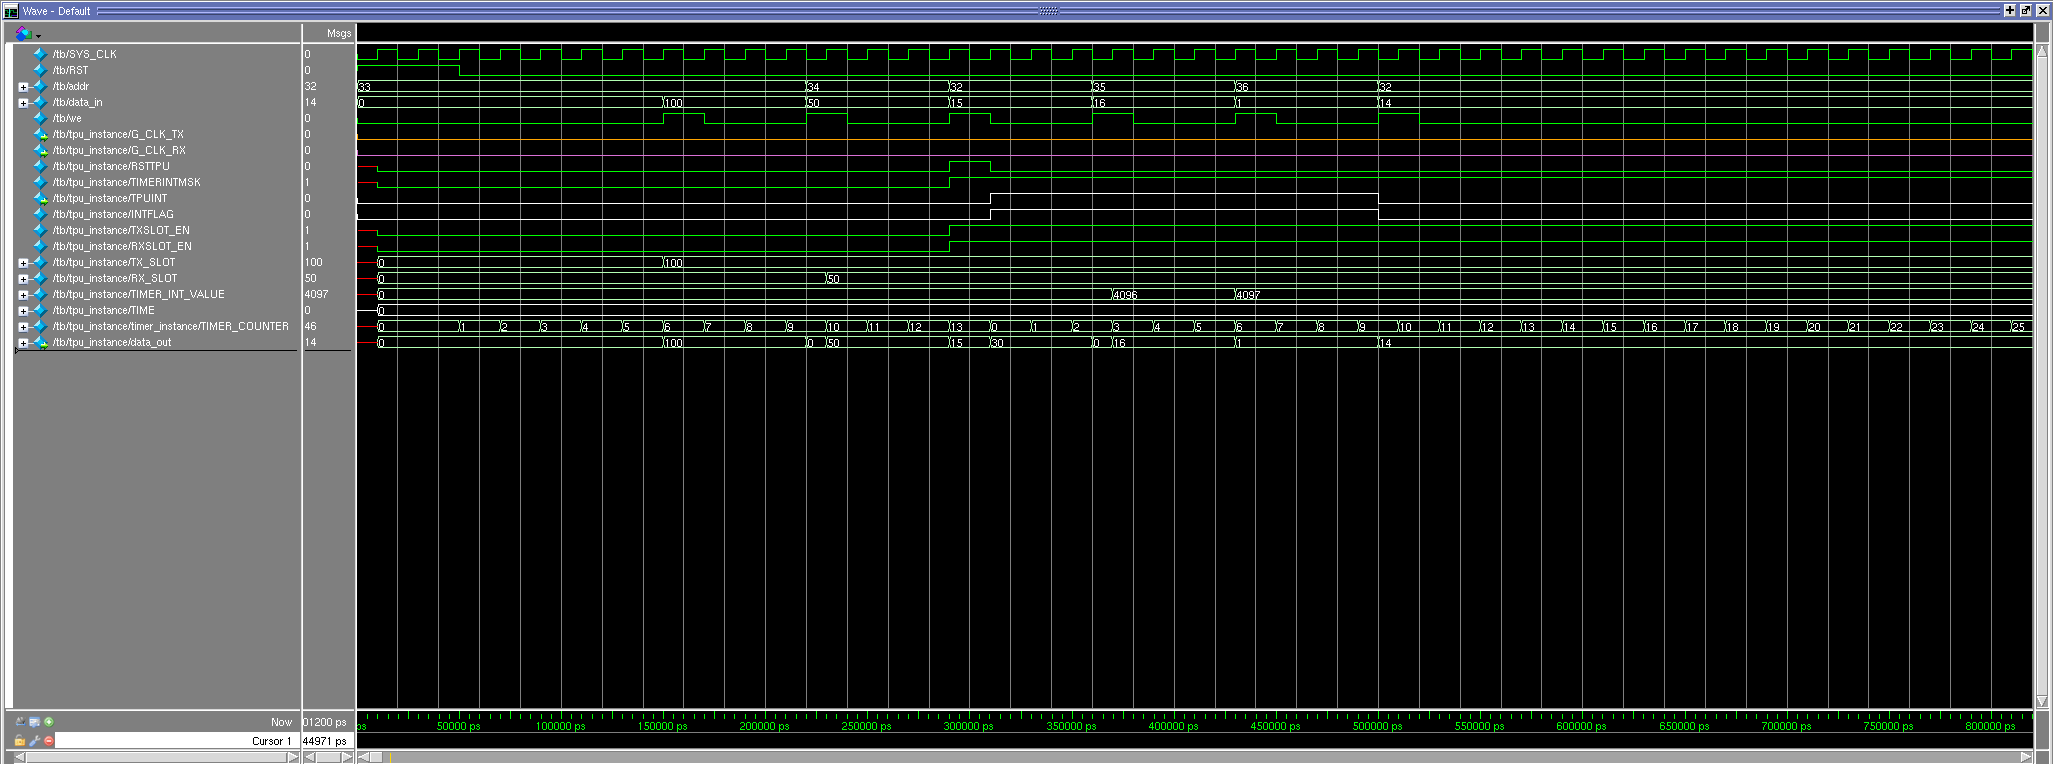 Wave - Default
Msgs
/tb/SYS_CLK 0
/tb/RST 0
/tb/addr 32 33 34 32 35 36 32
/tb/data_in 14 0 100 50 15 16 1 14
/tb/we 0
/tb/tpu_instance/G_CLK_TX 0
/tb/tpu_instance/G_CLK_RX 0
/tb/tpu_instance/RSTTPU 0
/tb/tpu_instance/TIMERINTMSK 1
/tb/tpu_instance/TPUINT 0
/tb/tpu_instance/INTFLAG 0
/tb/tpu_instance/TXSLOT_EN 1
/tb/tpu_instance/RXSLOT_EN 1
/tb/tpu_instance/TX_SLOT 100 0 100
/tb/tpu_instance/RX_SLOT 50 0 50
/tb/tpu_instance/TIMER_INT_VALUE 4097 0 4096 4097
/tb/tpu_instance/TIME 0 0
/tb/tpu_instance/timer_instance/TIMER_COUNTER 46 0 1 2 3 4 5 6 7 8 9 10 11 12 13 0 1 2 3 4 5 6 7 8 9 10 11 12 13 14 15 16 17 18 19 20 21 22 23 24 25
/tb/tpu_instance/data_out 14 0 100 0 50 15 30 0 16 1 14
Now 01200 ps ps 50000 ps 100000 ps 150000 ps 200000 ps 250000 ps 300000 ps 350000 ps 400000 ps 450000 ps 500000 ps 550000 ps 600000 ps 650000 ps 700000 ps 750000 ps 800000 ps
Cursor 1 44971 ps